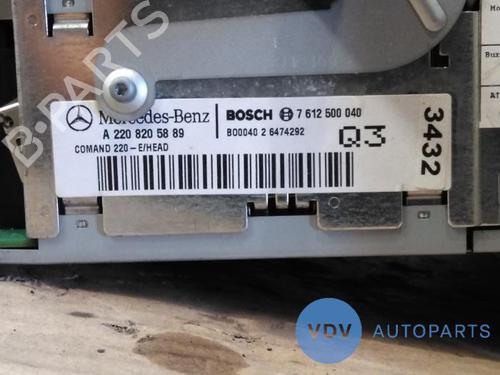 Mercedes-Benz
A 220 820 58 89
COMAND 220-E/HEAD
BOSCH 7 612 500 040
B00040 2 6474292
Q3
3432
B-PARTS
VDV AUTOPARTS